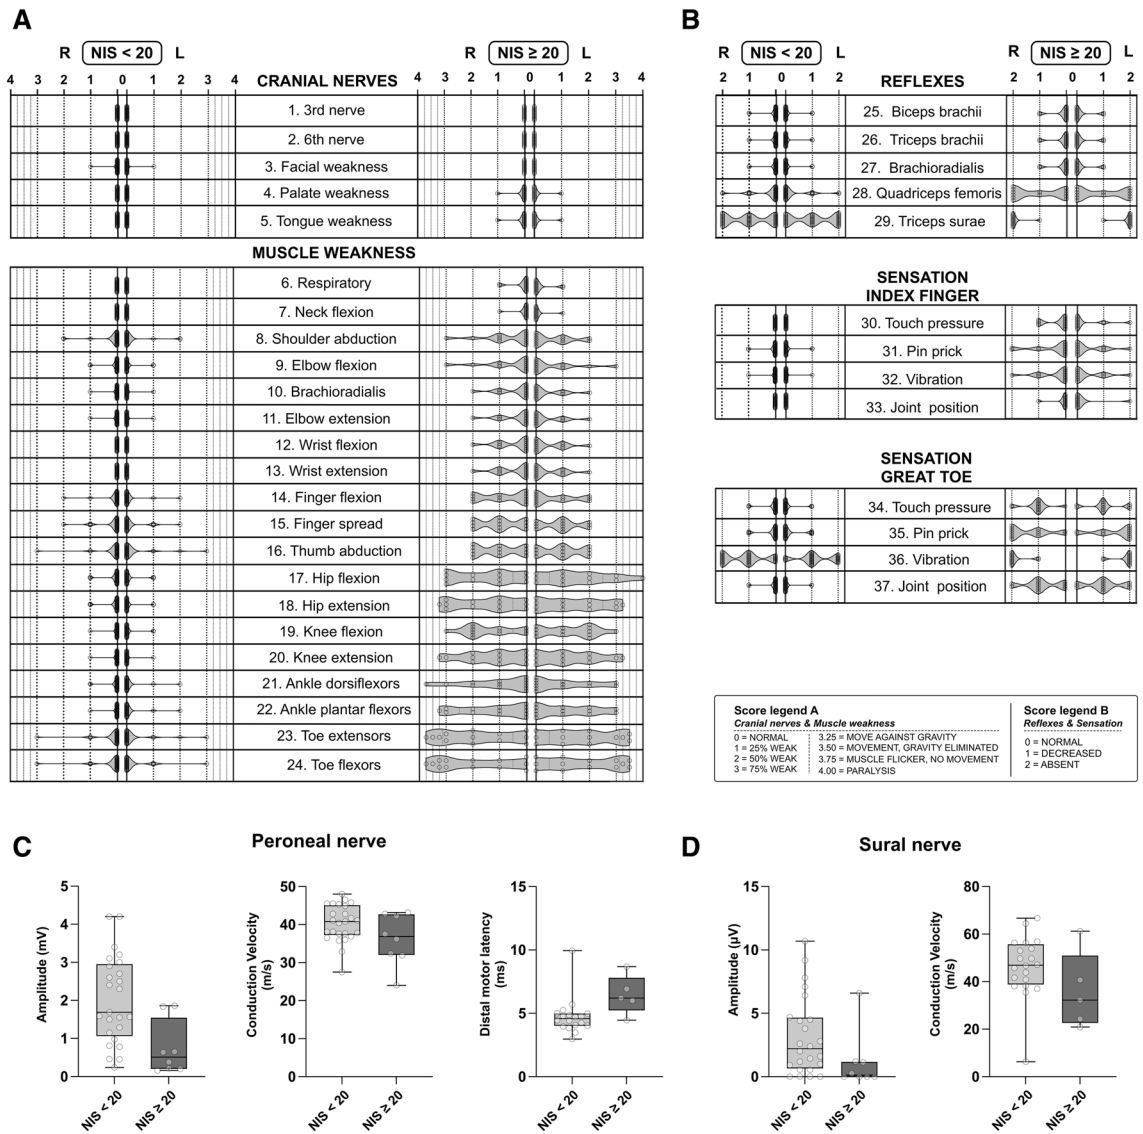 A
B
R NIS < 20 L
R NIS ≥ 20 L
R NIS < 20 L
R NIS ≥ 20 L
4 3 2 1 0 1 2 3 4
CRANIAL NERVES
4 3 2 1 0 1 2 3 4
2 1 0 1 2
REFLEXES
2 1 0 1 2
1. 3rd nerve
2. 6th nerve
3. Facial weakness
4. Palate weakness
5. Tongue weakness
MUSCLE WEAKNESS
6. Respiratory
7. Neck flexion
8. Shoulder abduction
9. Elbow flexion
10. Brachioradialis
11. Elbow extension
12. Wrist flexion
13. Wrist extension
14. Finger flexion
15. Finger spread
16. Thumb abduction
17. Hip flexion
18. Hip extension
19. Knee flexion
20. Knee extension
21. Ankle dorsiflexors
22. Ankle plantar flexors
23. Toe extensors
24. Toe flexors
25. Biceps brachii
26. Triceps brachii
27. Brachioradialis
28. Quadriceps femoris
29. Triceps surae
SENSATION
INDEX FINGER
30. Touch pressure
31. Pin prick
32. Vibration
33. Joint position
SENSATION
GREAT TOE
34. Touch pressure
35. Pin prick
36. Vibration
37. Joint position
Score legend A
Cranial nerves & Muscle weakness
0 = NORMAL
1 = 25% WEAK
2 = 50% WEAK
3 = 75% WEAK
3.25 = MOVE AGAINST GRAVITY
3.50 = MOVEMENT, GRAVITY ELIMINATED
3.75 = MUSCLE FLICKER, NO MOVEMENT
4.00 = PARALYSIS
Score legend B
Reflexes & Sensation
0 = NORMAL
1 = DECREASED
2 = ABSENT
C
Peroneal nerve
Amplitude (mV)
5
4
3
2
1
0
NIS < 20
NIS ≥ 20
Conduction Velocity
(m/s)
50
40
30
20
10
0
NIS < 20
NIS ≥ 20
Distal motor latency
(ms)
15
10
5
0
NIS < 20
NIS ≥ 20
D
Sural nerve
Amplitude (µV)
15
10
5
0
NIS < 20
NIS ≥ 20
Conduction Velocity
(m/s)
80
60
40
20
0
NIS < 20
NIS ≥ 20